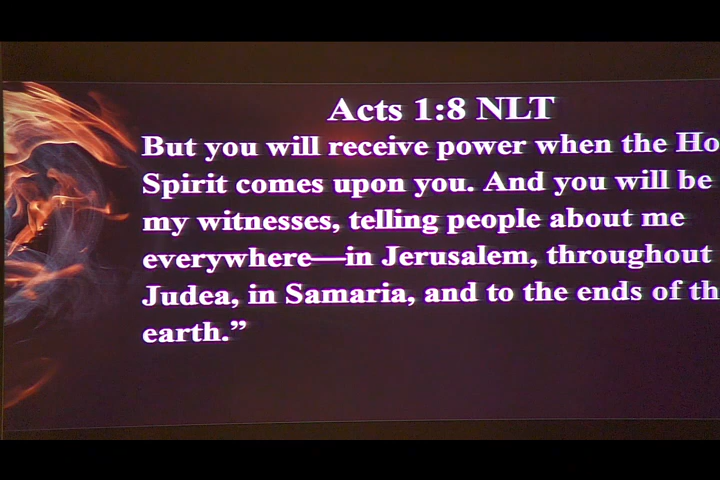 Acts 1:8 NLT
But you will receive power when the Ho
Spirit comes upon you. And you will be
my witnesses, telling people about me
everywhere—in Jerusalem, throughout
Judea, in Samaria, and to the ends of th
earth.”